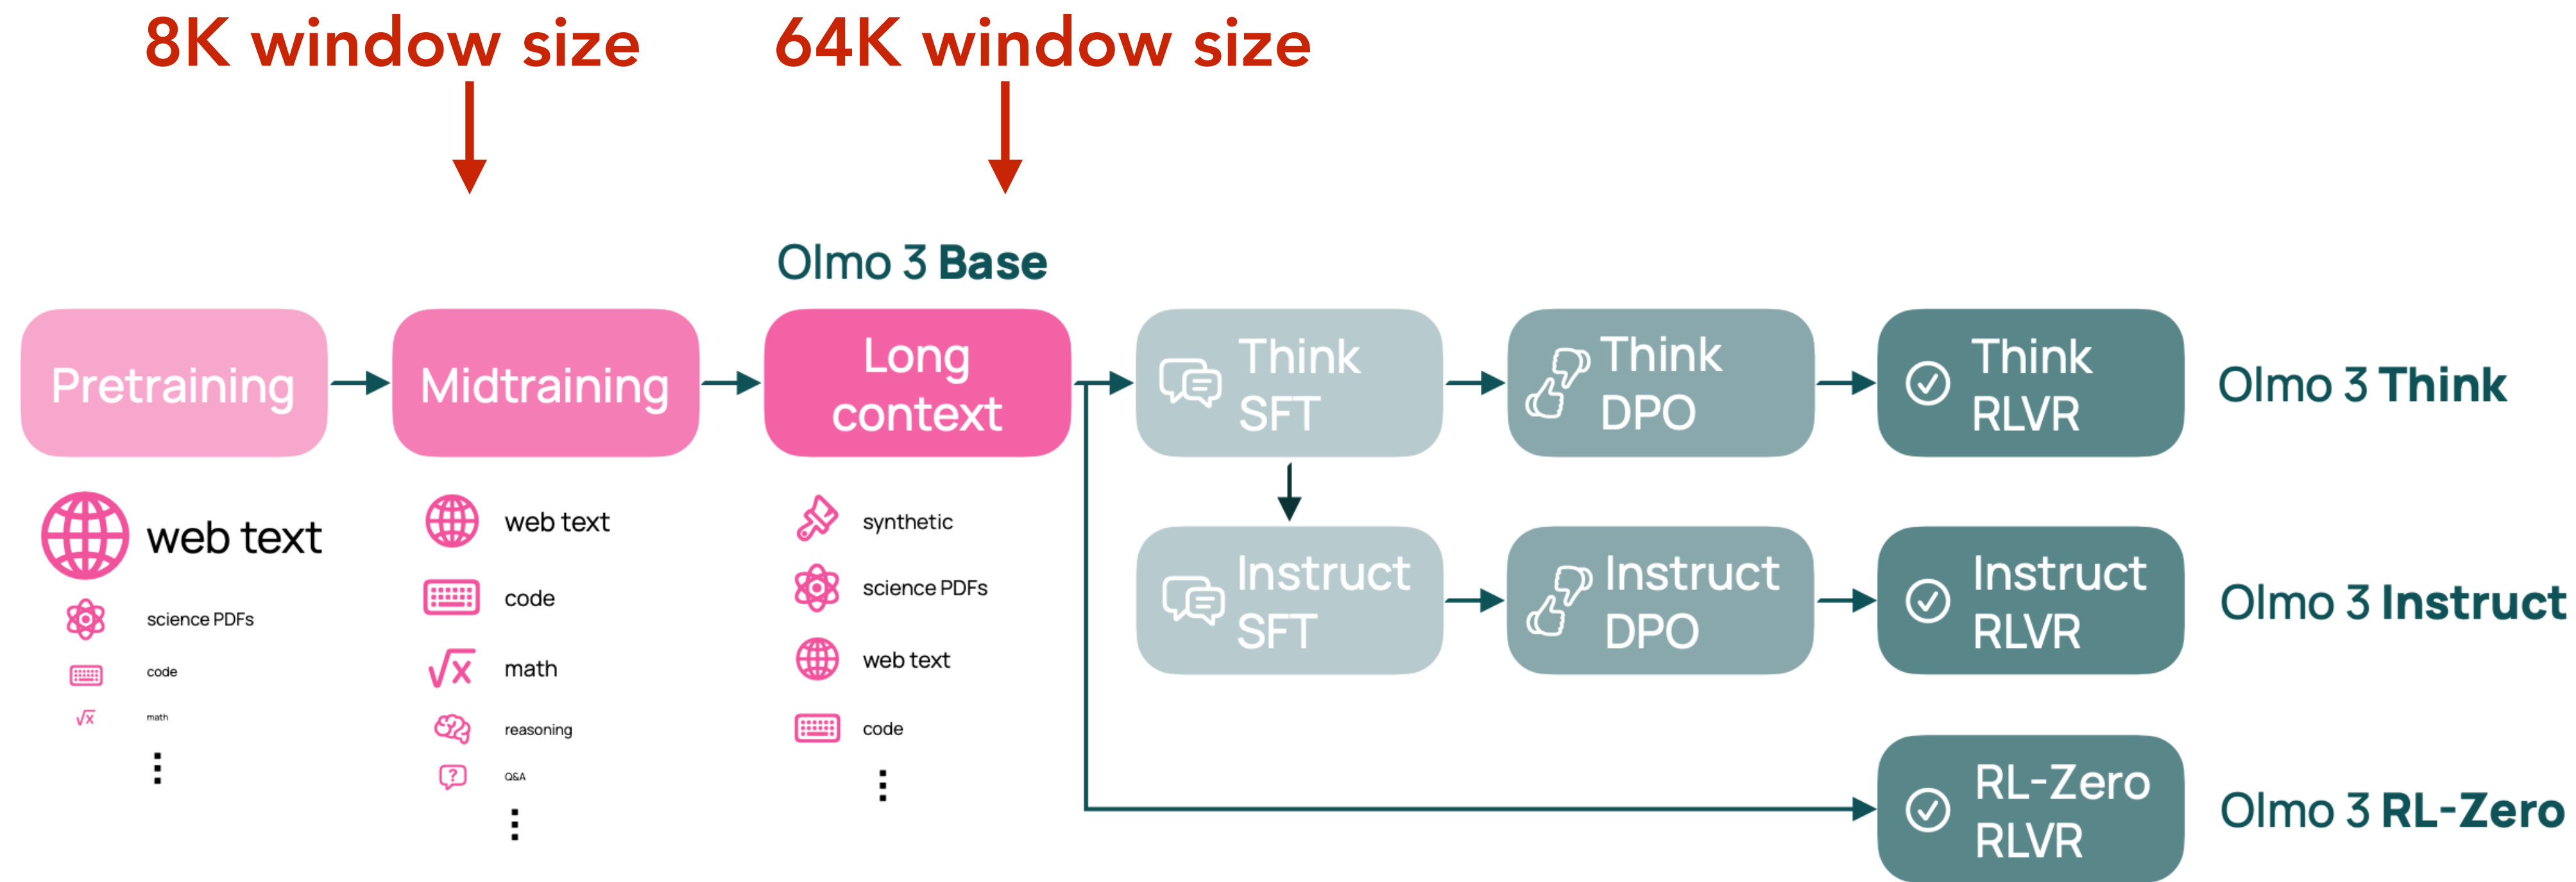 8K window size
64K window size
Olmo 3 Base
Pretraining
Midtraining
Long
context
Think
SFT
Think
DPO
Think
RLVR
Olmo 3 Think
web text
science PDFs
code
math
web text
code
math
reasoning
?
Q&A
synthetic
science PDFs
web text
code
Instruct
SFT
Instruct
DPO
Instruct
RLVR
Olmo 3 Instruct
RL-Zero
RLVR
Olmo 3 RL-Zero